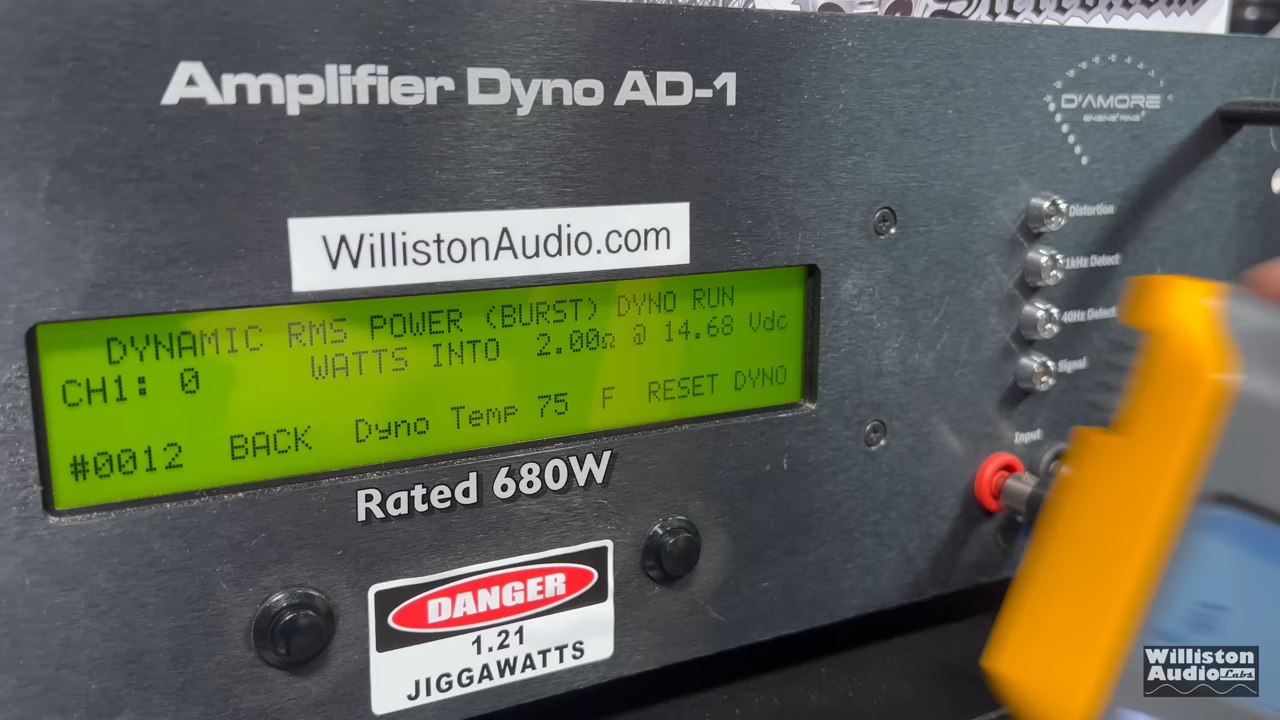 Amplifier Dyno AD-1
D'AMORE
ENGINEERING
WillistonAudio.com
DYNAMIC RMS POWER (BURST) DYNO RUN
WATTS INTO 2.00Ω @ 14.68 Vdc
CH1: 0
#0012 BACK Dyno Temp 75 F RESET DYNO
Rated 680W
Distortion
1kHz Detect
40Hz Detect
Signal
Input
DANGER
1.21
JIGGAWATTS
Williston
Audio Labs